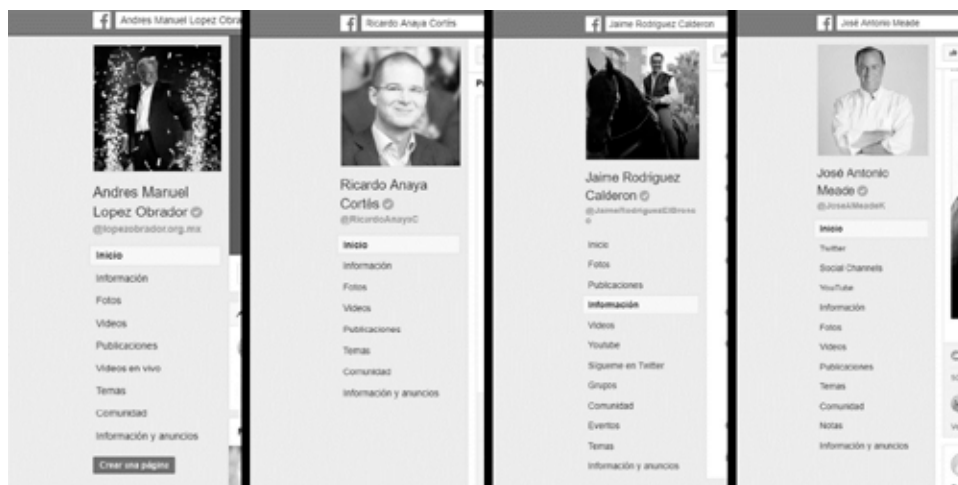 Andres Manuel Lopez Obra
Andres Manuel
Lopez Obrador
@lopezobrador.org.mx
Inicio
Información
Fotos
Videos
Publicaciones
Videos en vivo
Temas
Comunidad
Información y anuncios
Crear una página
Ricardo Anaya Cortés
Ricardo Anaya
Cortés
@RicardoAnayaC
Inicio
Información
Fotos
Videos
Publicaciones
Temas
Comunidad
Información y anuncios
Jaime Rodriguez Calderon
Jaime Rodríguez
Calderon
@JaimeRodriguezElBronc
o
Inicio
Fotos
Publicaciones
Información
Videos
Youtube
Sígueme en Twitter
Grupos
Comunidad
Eventos
Temas
Información y anuncios
José Antonio Meade
José Antonio
Meade
@JoseAMeadeK
Inicio
Twitter
Social Channels
YouTube
Información
Fotos
Videos
Publicaciones
Temas
Comunidad
Notas
Información y anuncios